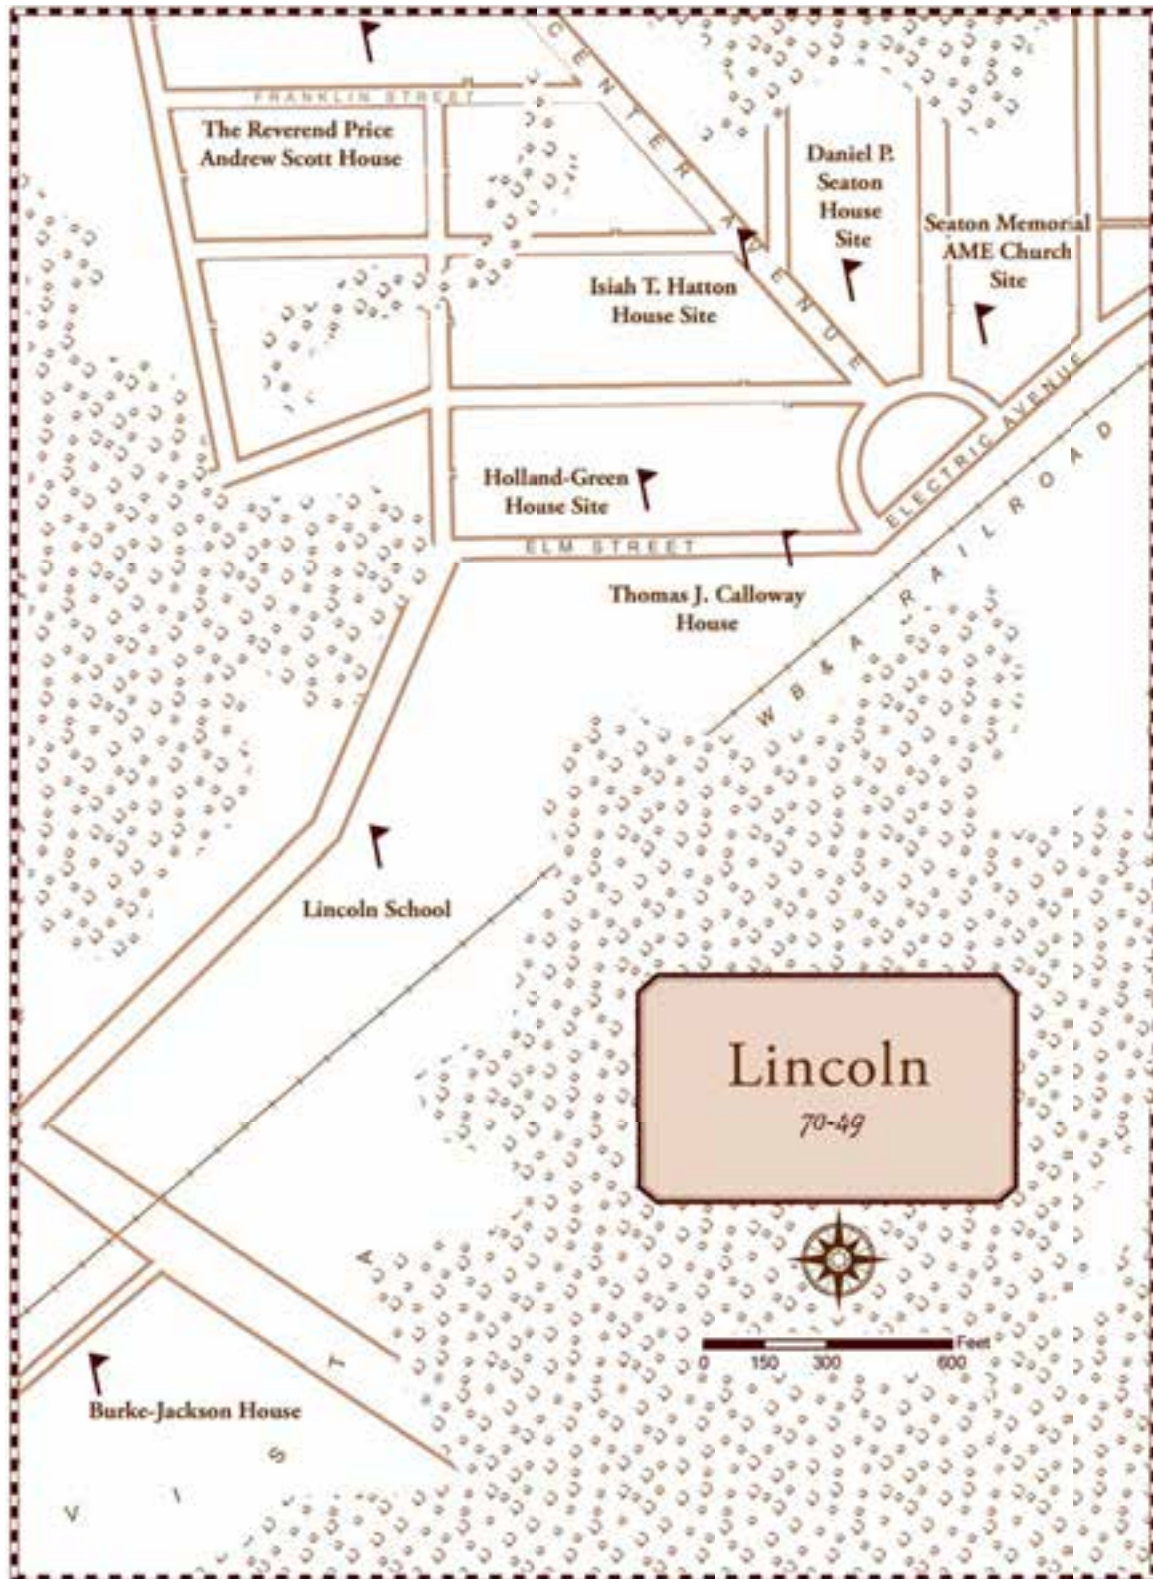 CENTER AVENUE
FRANKLIN STREET
The Reverend Price
Andrew Scott House
Daniel P.
Seaton
House
Site
Seaton Memorial
AME Church
Site
Isiah T. Hatton
House Site
ELECTRIC AVENUE
Holland-Green
House Site
ELM STREET
Thomas J. Calloway
House
WB&A RAILROAD
Lincoln School
Lincoln
70-49
Feet
0 150 300 600
Burke-Jackson House
VISTA